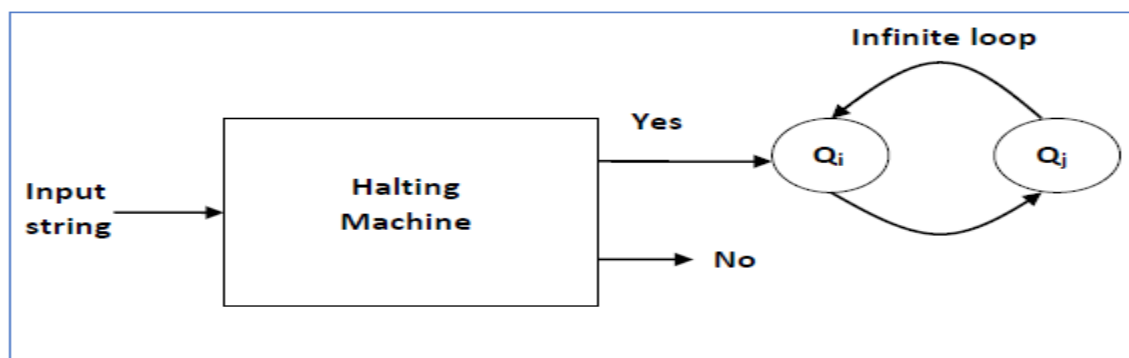 Infinite loop
Yes
Qi
Qj
Input
string
Halting
Machine
No